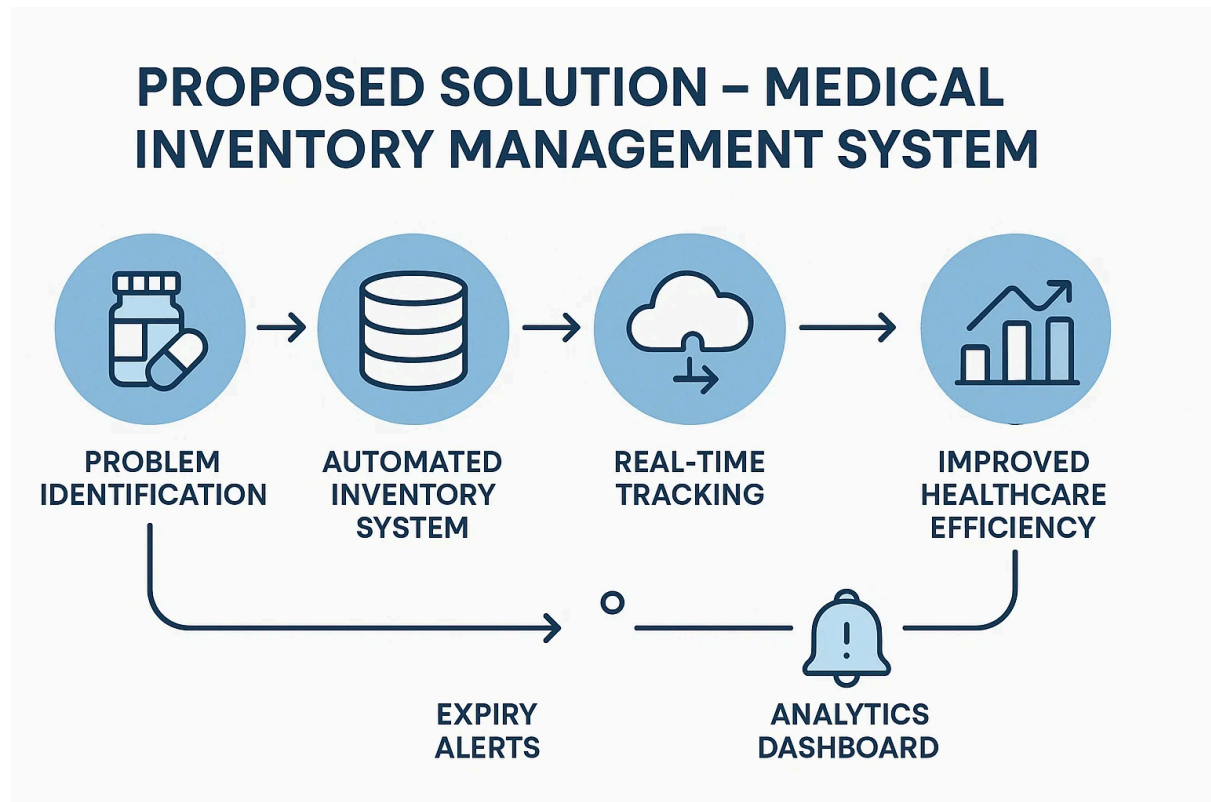 PROPOSED SOLUTION – MEDICAL
INVENTORY MANAGEMENT SYSTEM
PROBLEM
IDENTIFICATION
AUTOMATED
INVENTORY
SYSTEM
REAL-TIME
TRACKING
IMPROVED
HEALTHCARE
EFFICIENCY
EXPIRY
ALERTS
ANALYTICS
DASHBOARD